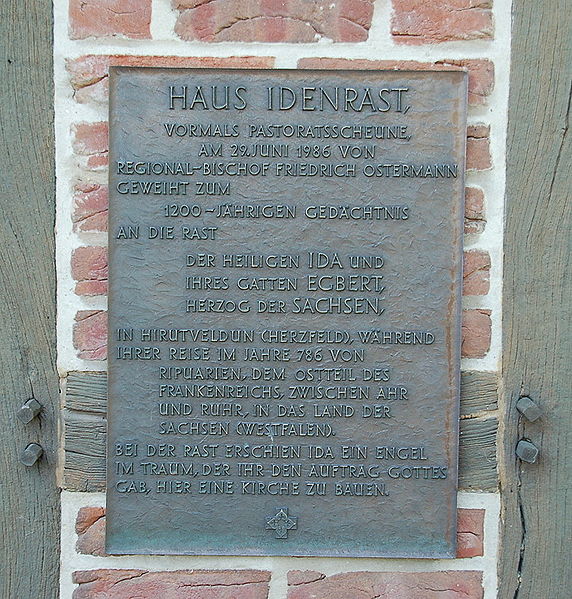 HAUS IDENRAST,
VORMALS PASTORATSSCHEUNE,
AM 29.JUNI 1986 VON
REGIONAL-BISCHOF FRIEDRICH OSTERMANN
GEWEIHT ZUM
1200-JÄHRIGEN GEDÄCHTNIS
AN DIE RAST
DER HEILIGEN IDA UND
IHRES GATTEN EGBERT,
HERZOG DER SACHSEN,
IN HIRUTVELDUN (HERZFELD), WÄHREND
IHRER REISE IM JAHRE 786 VON
RIPUARIEN, DEM OSTTEIL DES
FRANKENREICHS, ZWISCHEN AHR
UND RUHR, IN DAS LAND DER
SACHSEN (WESTFALEN).
BEI DER RAST ERSCHIEN IDA EIN ENGEL
IM TRAUM, DER IHR DEN AUFTRAG GOTTES
GAB, HIER EINE KIRCHE ZU BAUEN.